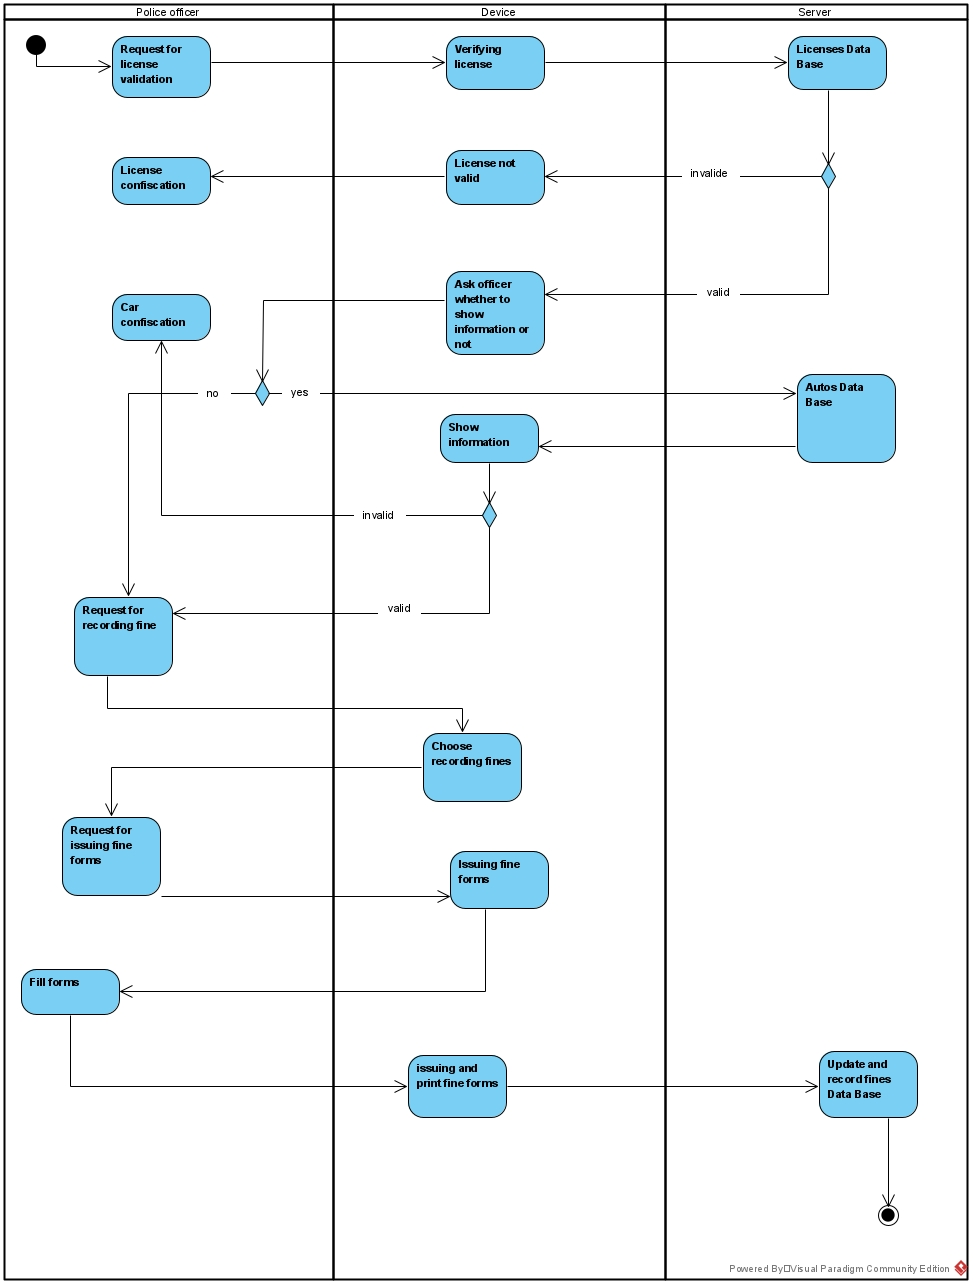 Police officer
Device
Server
Request for
license
validation
Verifying
license
Licenses Data
Base
License
confiscation
License not
valid
invalide
Ask officer
whether to
show
information or
not
valid
Car
confiscation
no
yes
Autos Data
Base
Show
information
invalid
Request for
recording fine
valid
Choose
recording fines
Request for
issuing fine
forms
Issuing fine
forms
Fill forms
issuing and
print fine forms
Update and
record fines
Data Base
Powered By□Visual Paradigm Community Edition